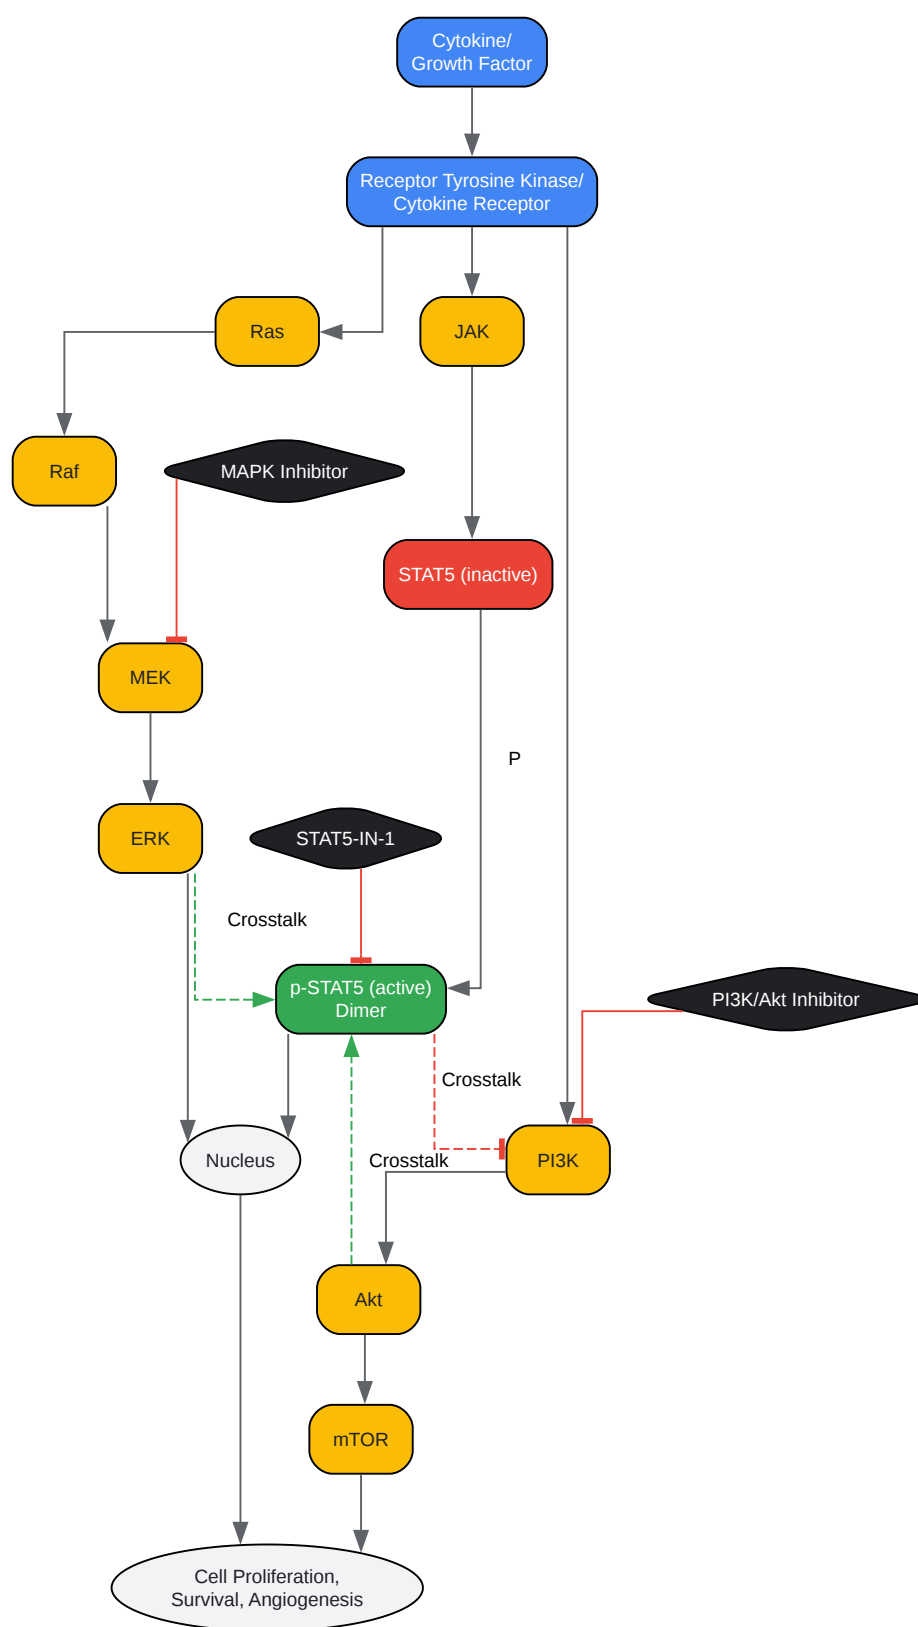 Cytokine/
Growth Factor
Receptor Tyrosine Kinase/
Cytokine Receptor
Ras
JAK
Raf
MAPK Inhibitor
STAT5 (inactive)
MEK
P
ERK
STAT5-IN-1
Crosstalk
p-STAT5 (active)
Dimer
PI3K/Akt Inhibitor
Crosstalk
Nucleus
Crosstalk
PI3K
Akt
mTOR
Cell Proliferation,
Survival, Angiogenesis